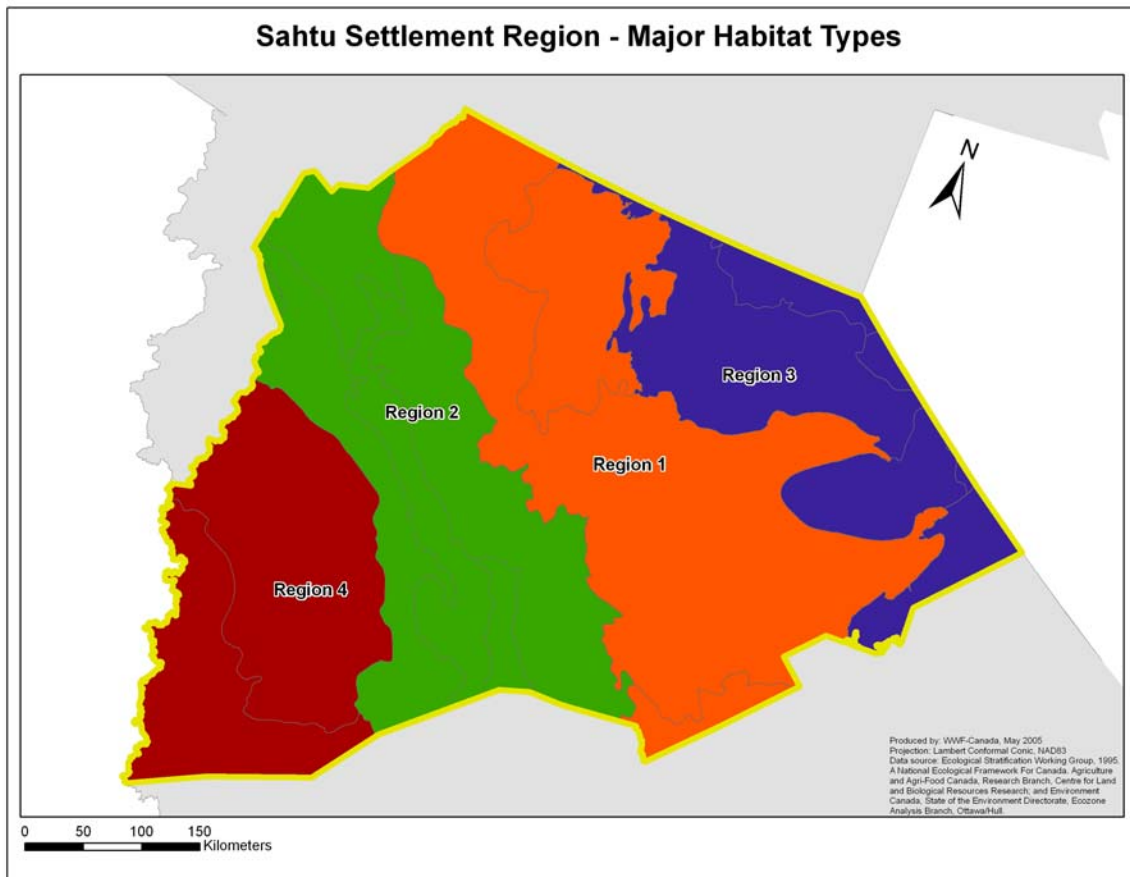 Sahtu Settlement Region - Major Habitat Types
N
Region 3
Region 2
Region 1
Region 4
Produced by: WWF-Canada, May 2005
Projection: Lambert Conformal Conic, NAD83
Data source: Ecological Stratification Working Group, 1995.
A National Ecological Framework For Canada. Agriculture
and Agri-Food Canada, Research Branch, Centre for Land
and Biological Resources Research; and Environment
Canada, State of the Environment Directorate, Ecozone
Analysis Branch, Ottawa/Hull.
0 50 100 150
Kilometers